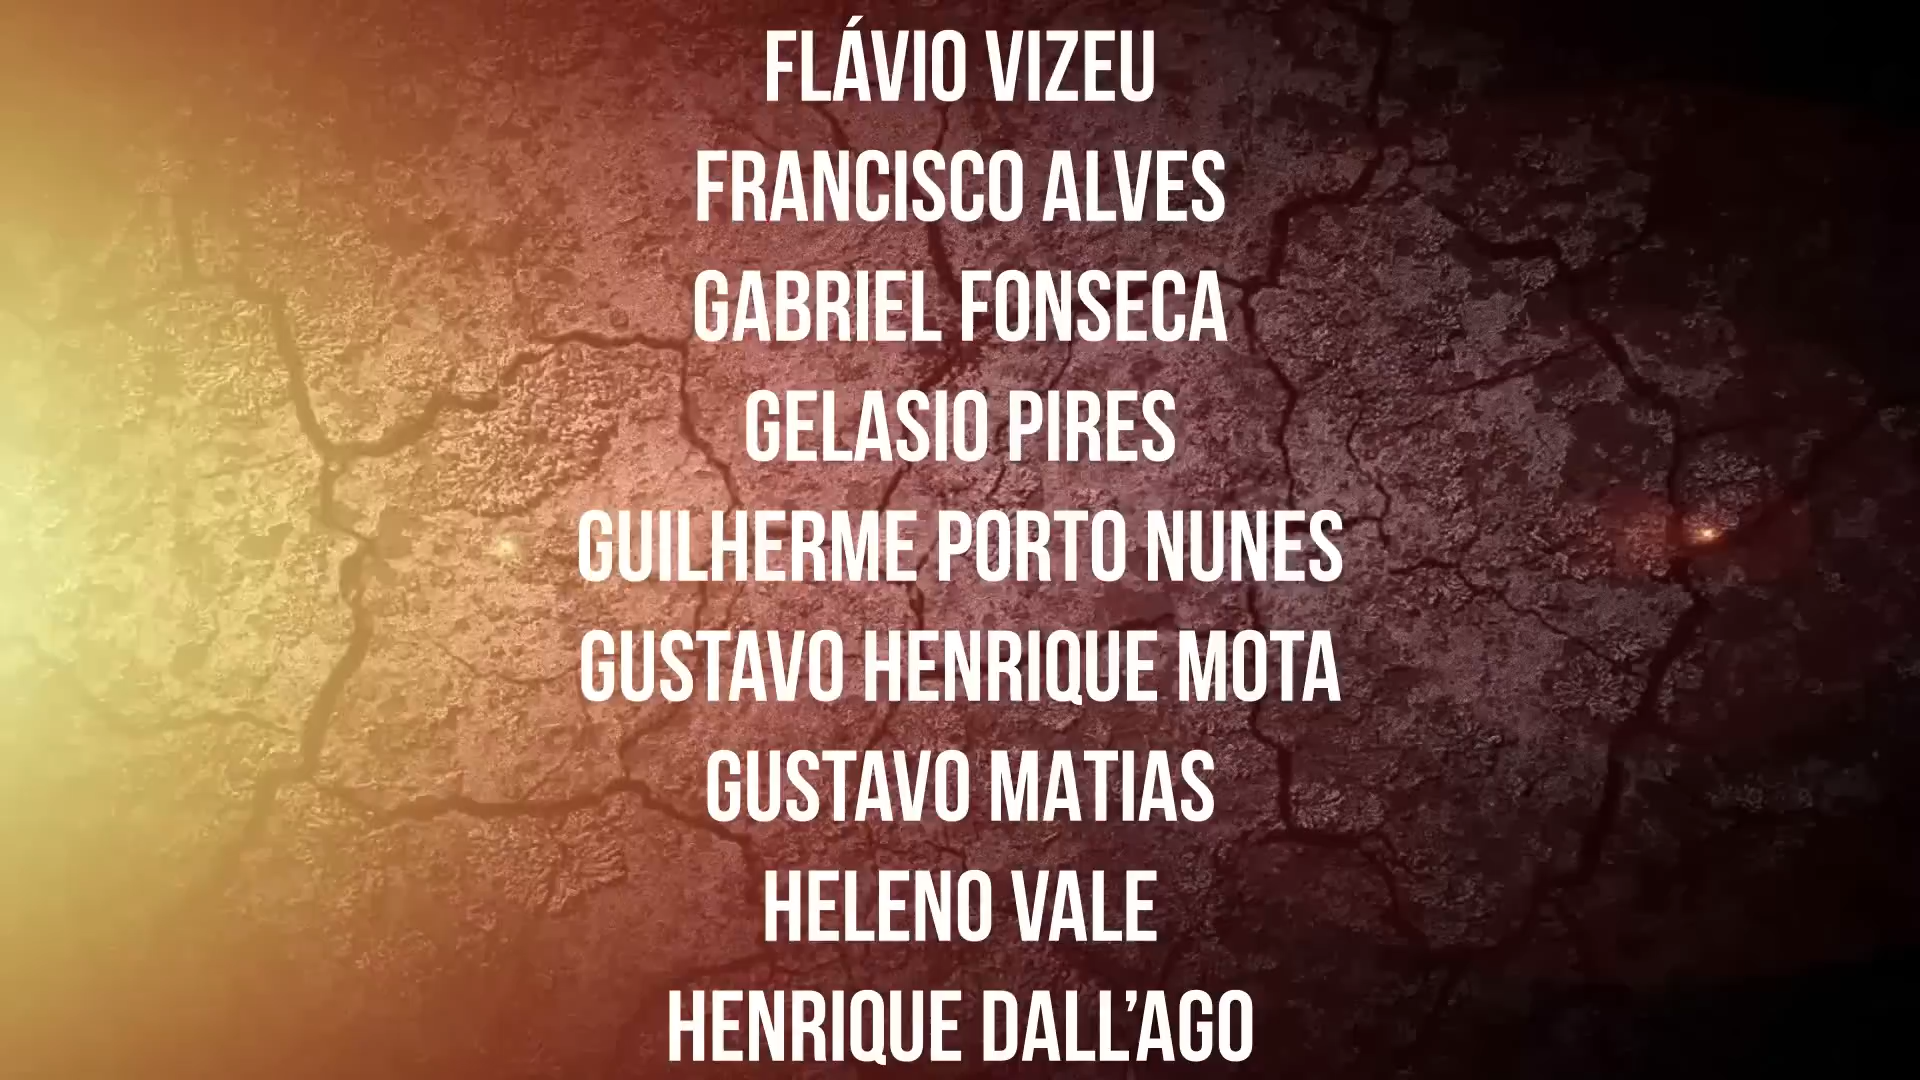 FLÁVIO VIZEU
FRANCISCO ALVES
GABRIEL FONSECA
GELASIO PIRES
GUILHERME PORTO NUNES
GUSTAVO HENRIQUE MOTA
GUSTAVO MATIAS
HELENO VALE
HENRIQUE DALL’AGO